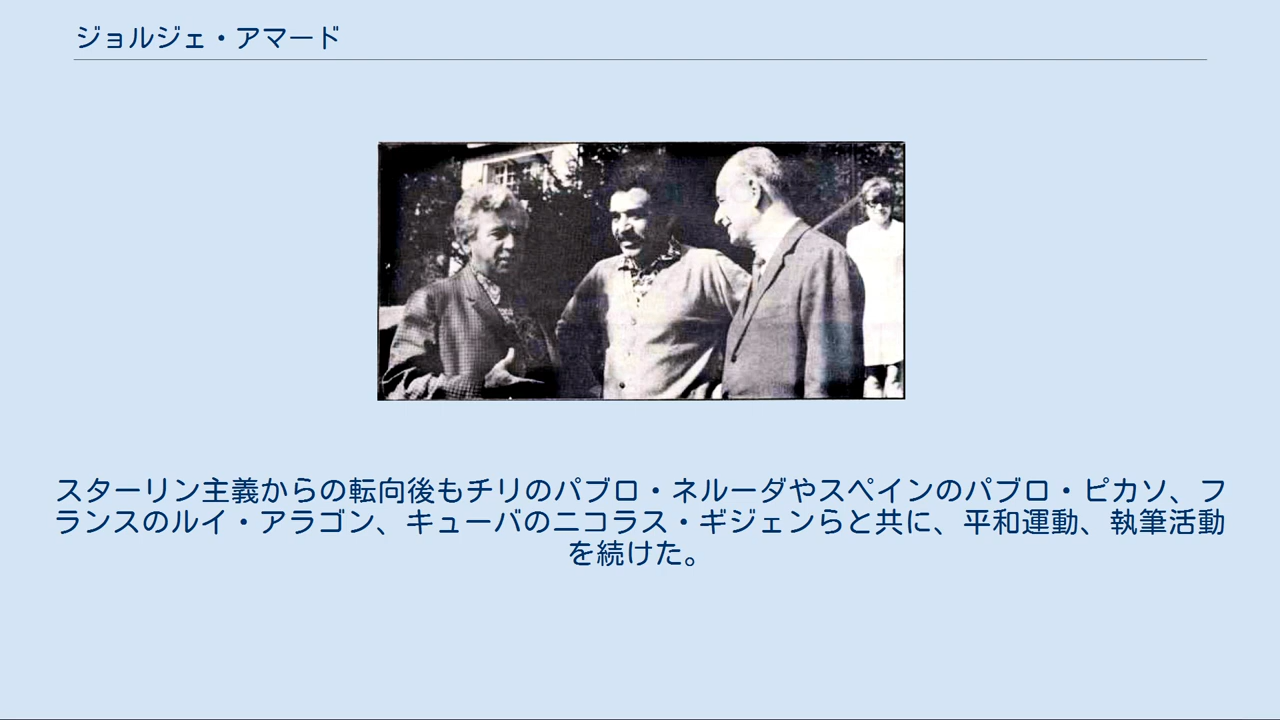 ジョルジェ・アマード
スターリン主義からの転向後もチリのパブロ・ネルーダやスペインのパブロ・ピカソ、フ
ランスのルイ・アラゴン、キューバのニコラス・ギジェンらと共に、平和運動、執筆活動
を続けた。